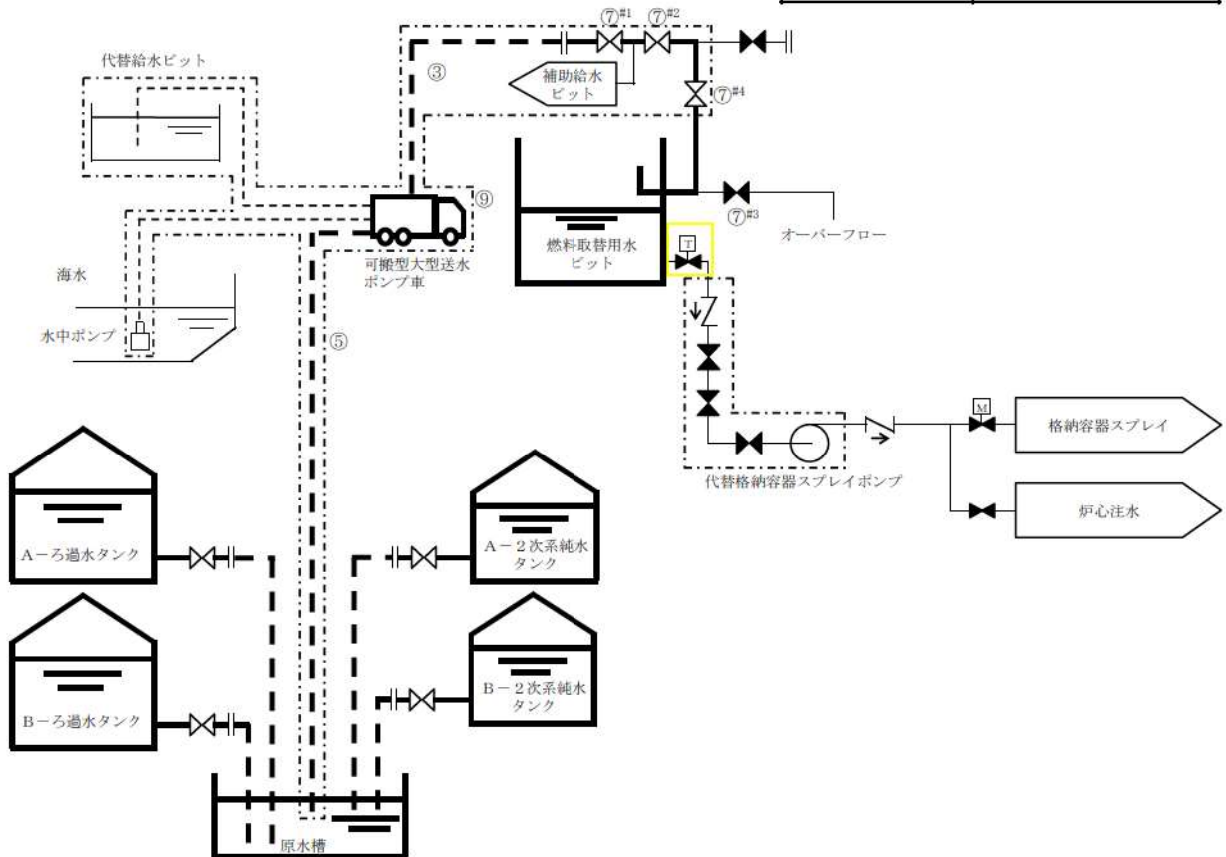 ⑦#1
⑦#2
代替給水ピット
③
補助給水
ピット
⑦#4
⑨
⑦#3
オーバーフロー
燃料取替用水
ピット
T
可搬型大型送水
ポンプ車
海水
水中ポンプ
⑤
M
格納容器スプレイ
代替格納容器スプレイポンプ
炉心注水
A-ろ過水タンク
A-2次系純水
タンク
B-ろ過水タンク
B-2次系純水
タンク
原水槽